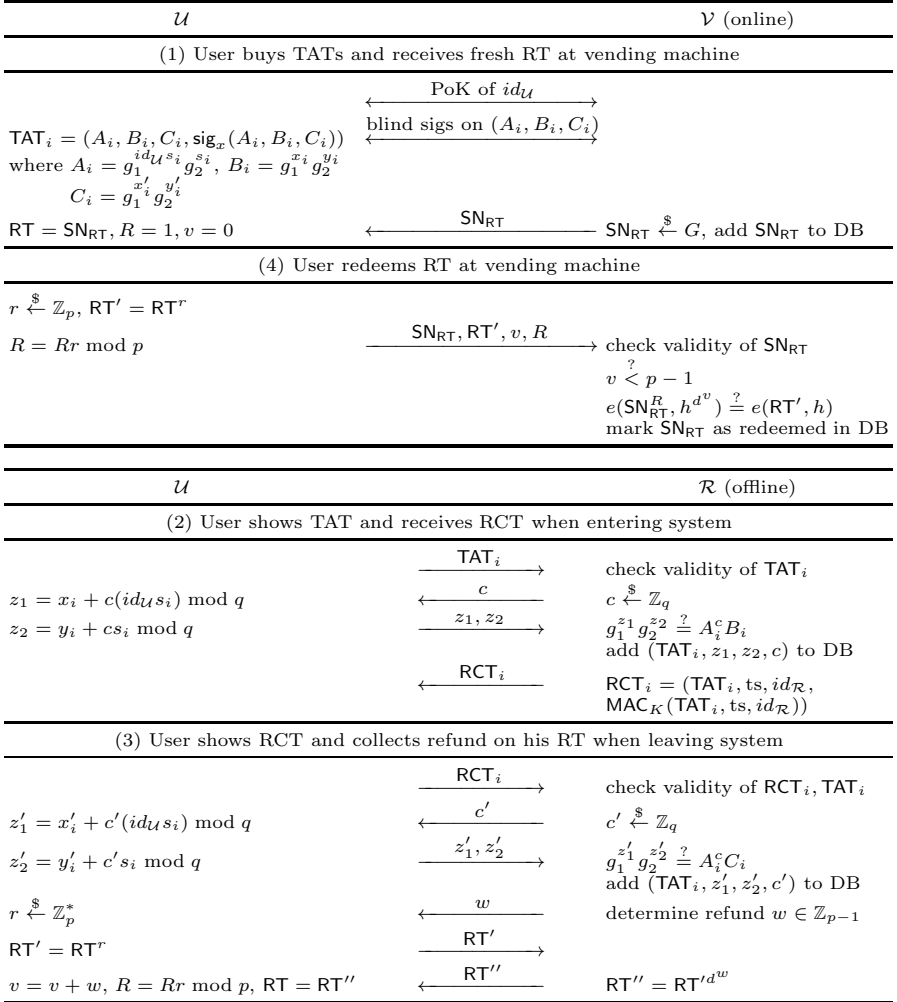 𝒰 𝒱 (online)
(1) User buys TATs and receives fresh RT at vending machine
PoK of id_𝒰
blind sigs on (A_i, B_i, C_i)
TAT_i = (A_i, B_i, C_i, sig_x(A_i, B_i, C_i))
where A_i = g_1^{id_𝒰 s_i} g_2^{s_i}, B_i = g_1^{x_i} g_2^{y_i}
C_i = g_1^{x'_i} g_2^{y'_i}
RT = SN_RT, R = 1, v = 0 SN_RT SN_RT ←$ G, add SN_RT to DB
(4) User redeems RT at vending machine
r ←$ ℤ_p, RT′ = RT^r
R = Rr mod p SN_RT, RT′, v, R check validity of SN_RT
v <? p − 1
e(SN_RT^R, h^{d^v}) =? e(RT′, h)
mark SN_RT as redeemed in DB
𝒰 ℛ (offline)
(2) User shows TAT and receives RCT when entering system
TAT_i check validity of TAT_i
z_1 = x_i + c(id_𝒰 s_i) mod q c c ←$ ℤ_q
z_2 = y_i + cs_i mod q z_1, z_2 g_1^{z_1} g_2^{z_2} =? A_i^c B_i
add (TAT_i, z_1, z_2, c) to DB
RCT_i RCT_i = (TAT_i, ts, id_ℛ,
MAC_K(TAT_i, ts, id_ℛ))
(3) User shows RCT and collects refund on his RT when leaving system
RCT_i check validity of RCT_i, TAT_i
z′_1 = x′_i + c′(id_𝒰 s_i) mod q c′ c′ ←$ ℤ_q
z′_2 = y′_i + c′s_i mod q z′_1, z′_2 g_1^{z′_1} g_2^{z′_2} =? A_i^c C_i
add (TAT_i, z′_1, z′_2, c′) to DB
r ←$ ℤ_p^* w determine refund w ∈ ℤ_{p−1}
RT′ = RT^r RT′
v = v + w, R = Rr mod p, RT = RT′′ RT′′ RT′′ = RT′^{d^w}